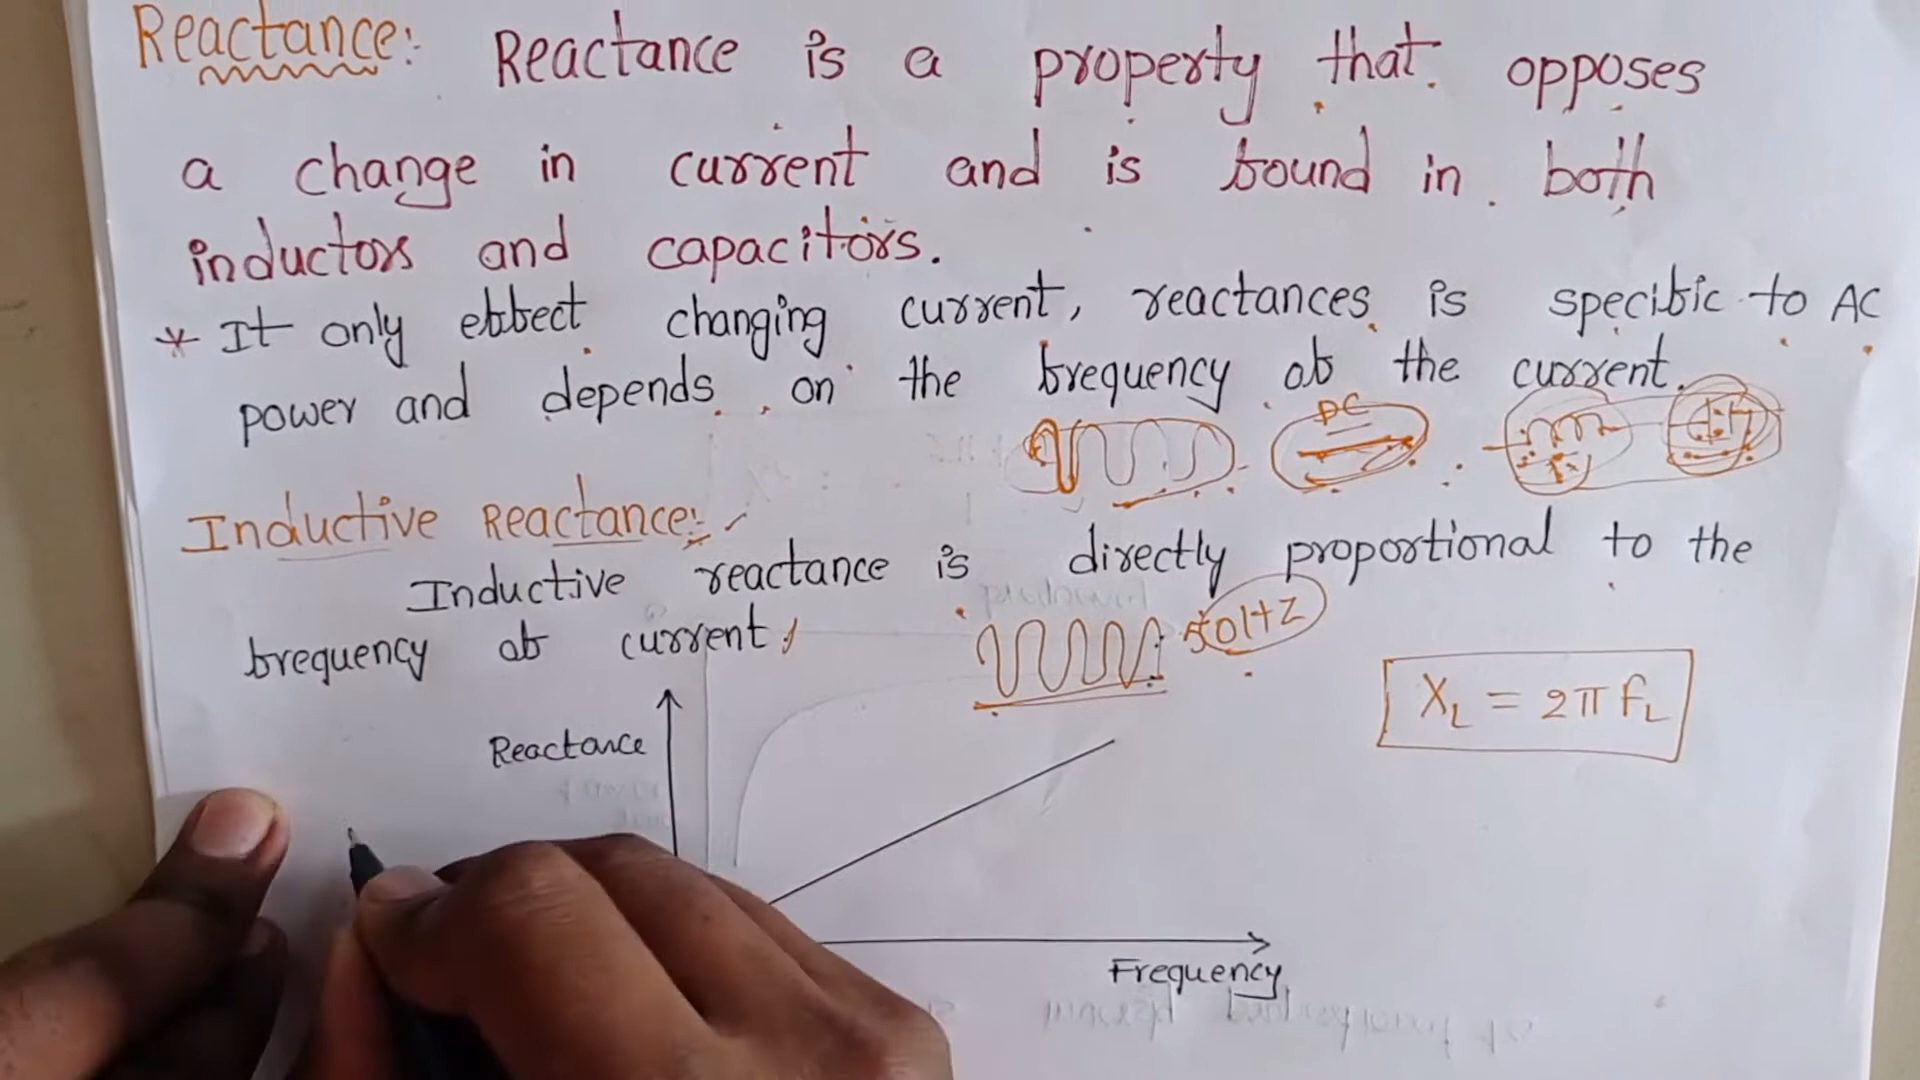 Reactance: Reactance is a property that opposes
a change in current and is found in both
inductors and capacitors.
* It only effect changing current, reactances is specific to AC
power and depends on the frequency of the current.
DC
Inductive Reactance:
Inductive reactance is directly proportional to the
frequency of current
50HZ
X_L = 2π f_L
Reactance
Frequency